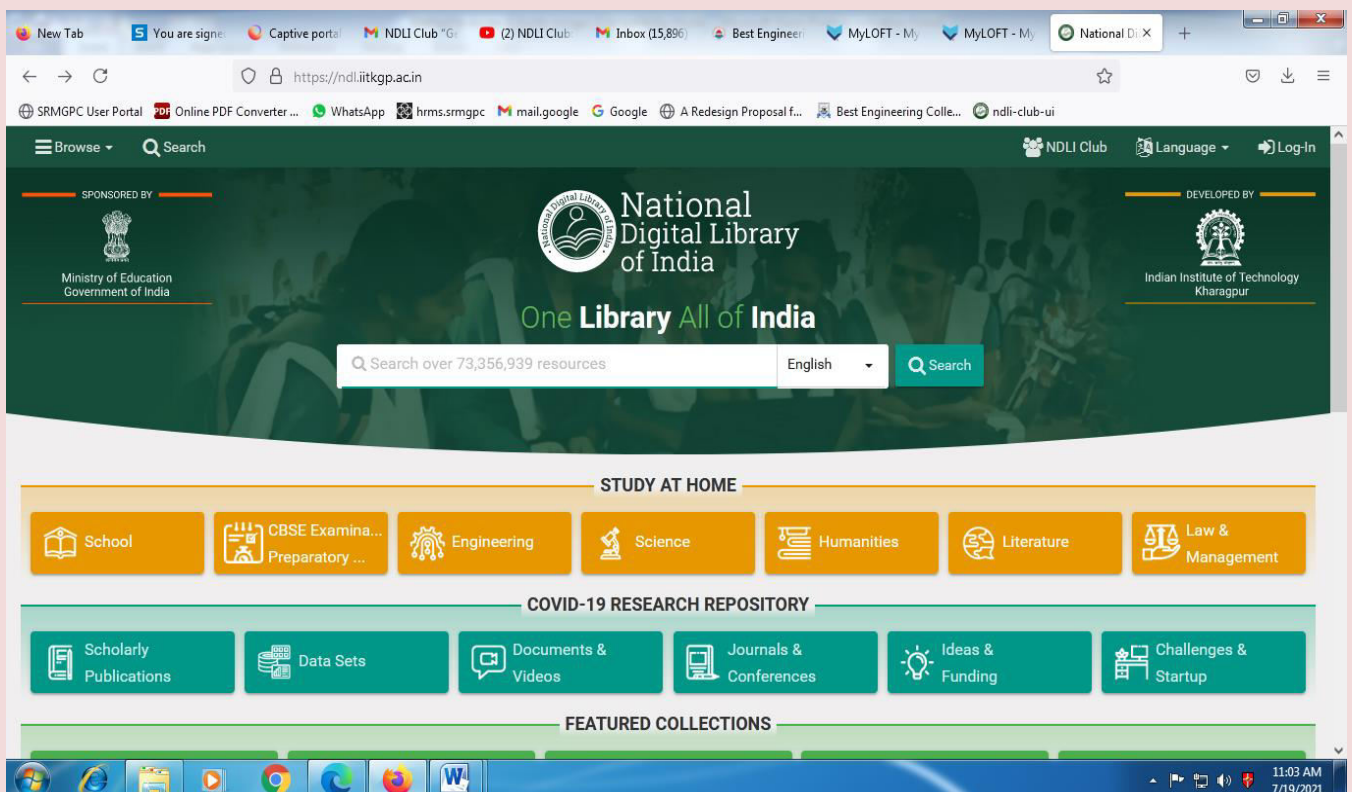 New Tab
You are signe
Captive portal
NDLI Club "G
(2) NDLI Club
Inbox (15,896)
Best Engineeri
MyLOFT - My
MyLOFT - My
National Di
https://ndl.iitkgp.ac.in
SRMGPC User Portal
Online PDF Converter ...
WhatsApp
hrms.srmgpc
mail.google
Google
A Redesign Proposal f...
Best Engineering Colle...
ndli-club-ui
Browse
Search
NDLI Club
Language
Log-In
SPONSORED BY
Ministry of Education
Government of India
National Digital Library of India
National
Digital Library
of India
One Library All of India
DEVELOPED BY
Indian Institute of Technology
Kharagpur
Search over 73,356,939 resources
English
Search
STUDY AT HOME
School
CBSE Examina...
Preparatory ...
Engineering
Science
Humanities
Literature
Law &
Management
COVID-19 RESEARCH REPOSITORY
Scholarly
Publications
Data Sets
Documents &
Videos
Journals &
Conferences
Ideas &
Funding
Challenges &
Startup
FEATURED COLLECTIONS
11:03 AM
7/19/2021